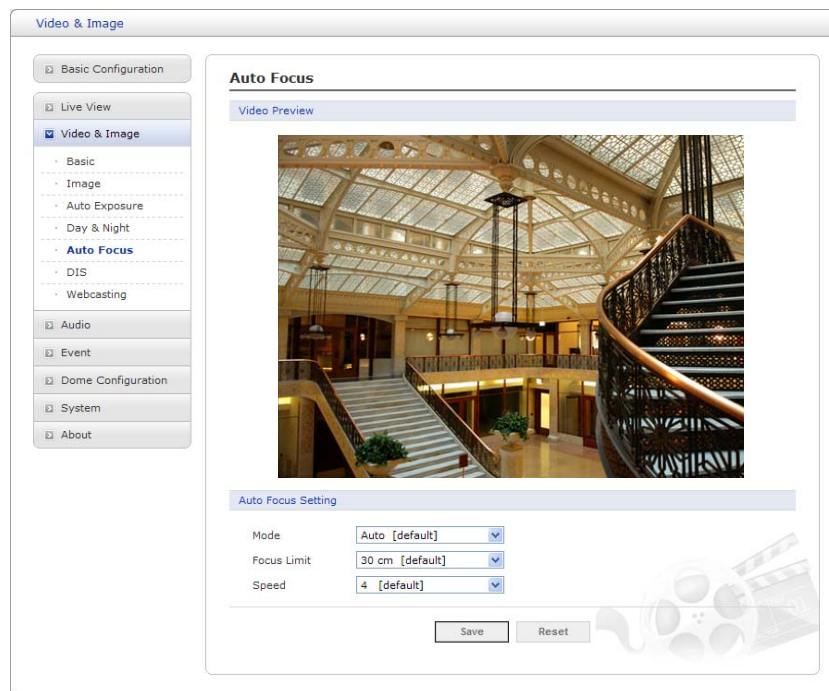 Video & Image
Basic Configuration
Live View
Video & Image
Basic
Image
Auto Exposure
Day & Night
Auto Focus
DIS
Webcasting
Audio
Event
Dome Configuration
System
About
Auto Focus
Video Preview
Auto Focus Setting
Mode Auto [default]
Focus Limit 30 cm [default]
Speed 4 [default]
Save Reset